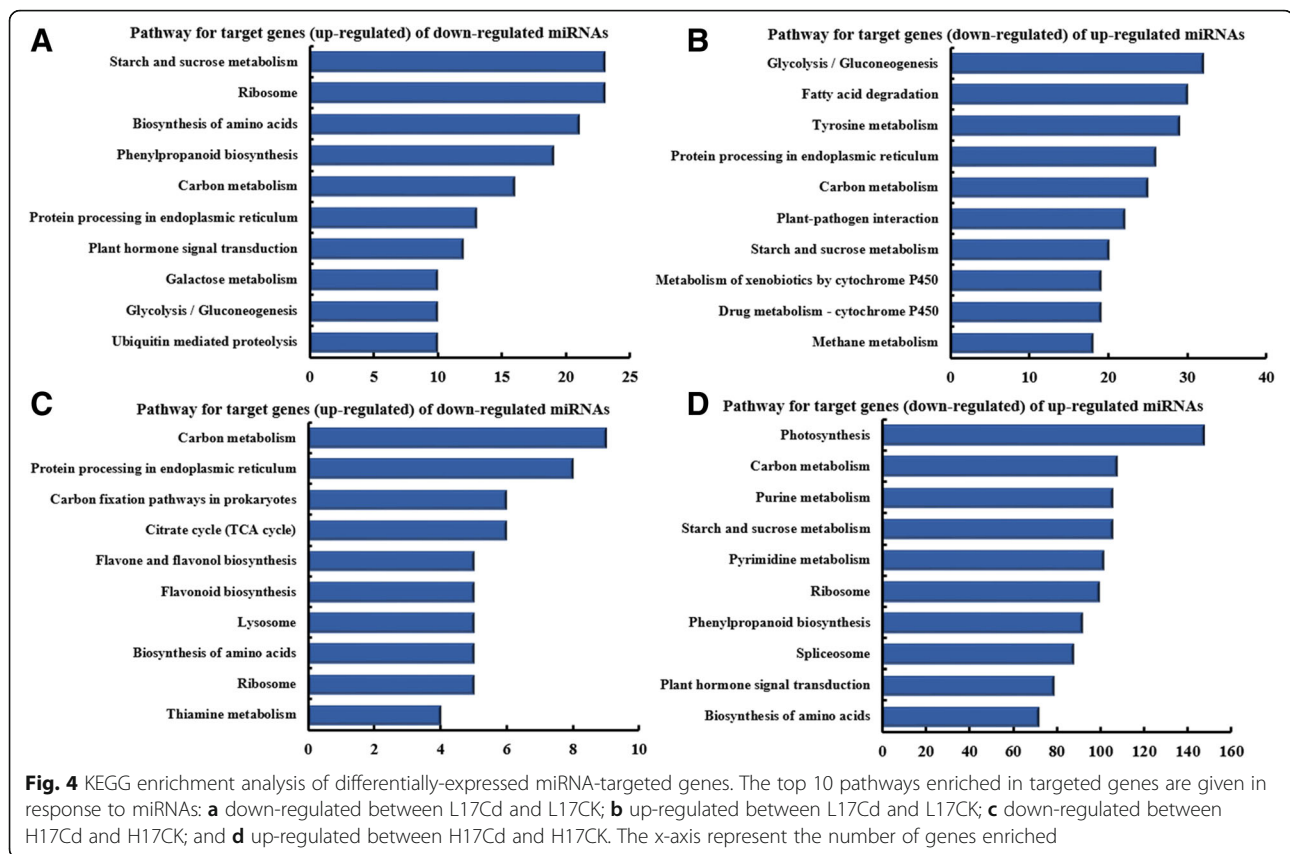 A
Pathway for target genes (up-regulated) of down-regulated miRNAs
Starch and sucrose metabolism
Ribosome
Biosynthesis of amino acids
Phenylpropanoid biosynthesis
Carbon metabolism
Protein processing in endoplasmic reticulum
Plant hormone signal transduction
Galactose metabolism
Glycolysis / Gluconeogenesis
Ubiquitin mediated proteolysis
0 5 10 15 20 25
B
Pathway for target genes (down-regulated) of up-regulated miRNAs
Glycolysis / Gluconeogenesis
Fatty acid degradation
Tyrosine metabolism
Protein processing in endoplasmic reticulum
Carbon metabolism
Plant-pathogen interaction
Starch and sucrose metabolism
Metabolism of xenobiotics by cytochrome P450
Drug metabolism - cytochrome P450
Methane metabolism
0 10 20 30 40
C
Pathway for target genes (up-regulated) of down-regulated miRNAs
Carbon metabolism
Protein processing in endoplasmic reticulum
Carbon fixation pathways in prokaryotes
Citrate cycle (TCA cycle)
Flavone and flavonol biosynthesis
Flavonoid biosynthesis
Lysosome
Biosynthesis of amino acids
Ribosome
Thiamine metabolism
0 2 4 6 8 10
D
Pathway for target genes (down-regulated) of up-regulated miRNAs
Photosynthesis
Carbon metabolism
Purine metabolism
Starch and sucrose metabolism
Pyrimidine metabolism
Ribosome
Phenylpropanoid biosynthesis
Spliceosome
Plant hormone signal transduction
Biosynthesis of amino acids
0 20 40 60 80 100 120 140 160
Fig. 4 KEGG enrichment analysis of differentially-expressed miRNA-targeted genes. The top 10 pathways enriched in targeted genes are given in
response to miRNAs: a down-regulated between L17Cd and L17CK; b up-regulated between L17Cd and L17CK; c down-regulated between
H17Cd and H17CK; and d up-regulated between H17Cd and H17CK. The x-axis represent the number of genes enriched